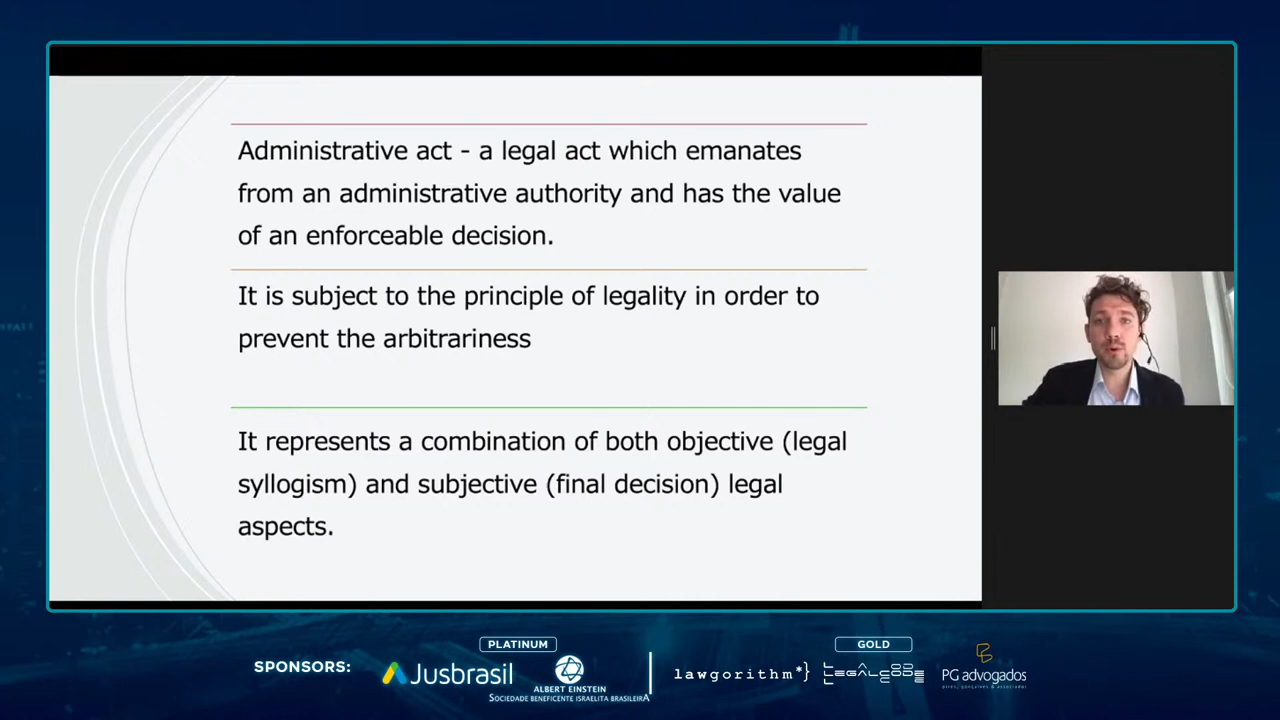 Administrative act - a legal act which emanates
from an administrative authority and has the value
of an enforceable decision.
It is subject to the principle of legality in order to
prevent the arbitrariness
It represents a combination of both objective (legal
syllogism) and subjective (final decision) legal
aspects.
SPONSORS:
PLATINUM
Jusbrasil
ALBERT EINSTEIN
SOCIEDADE BENEFICENTE ISRAELITA BRASILEIRA
GOLD
lawgorithm*}
LEGALCODE
PG advogados